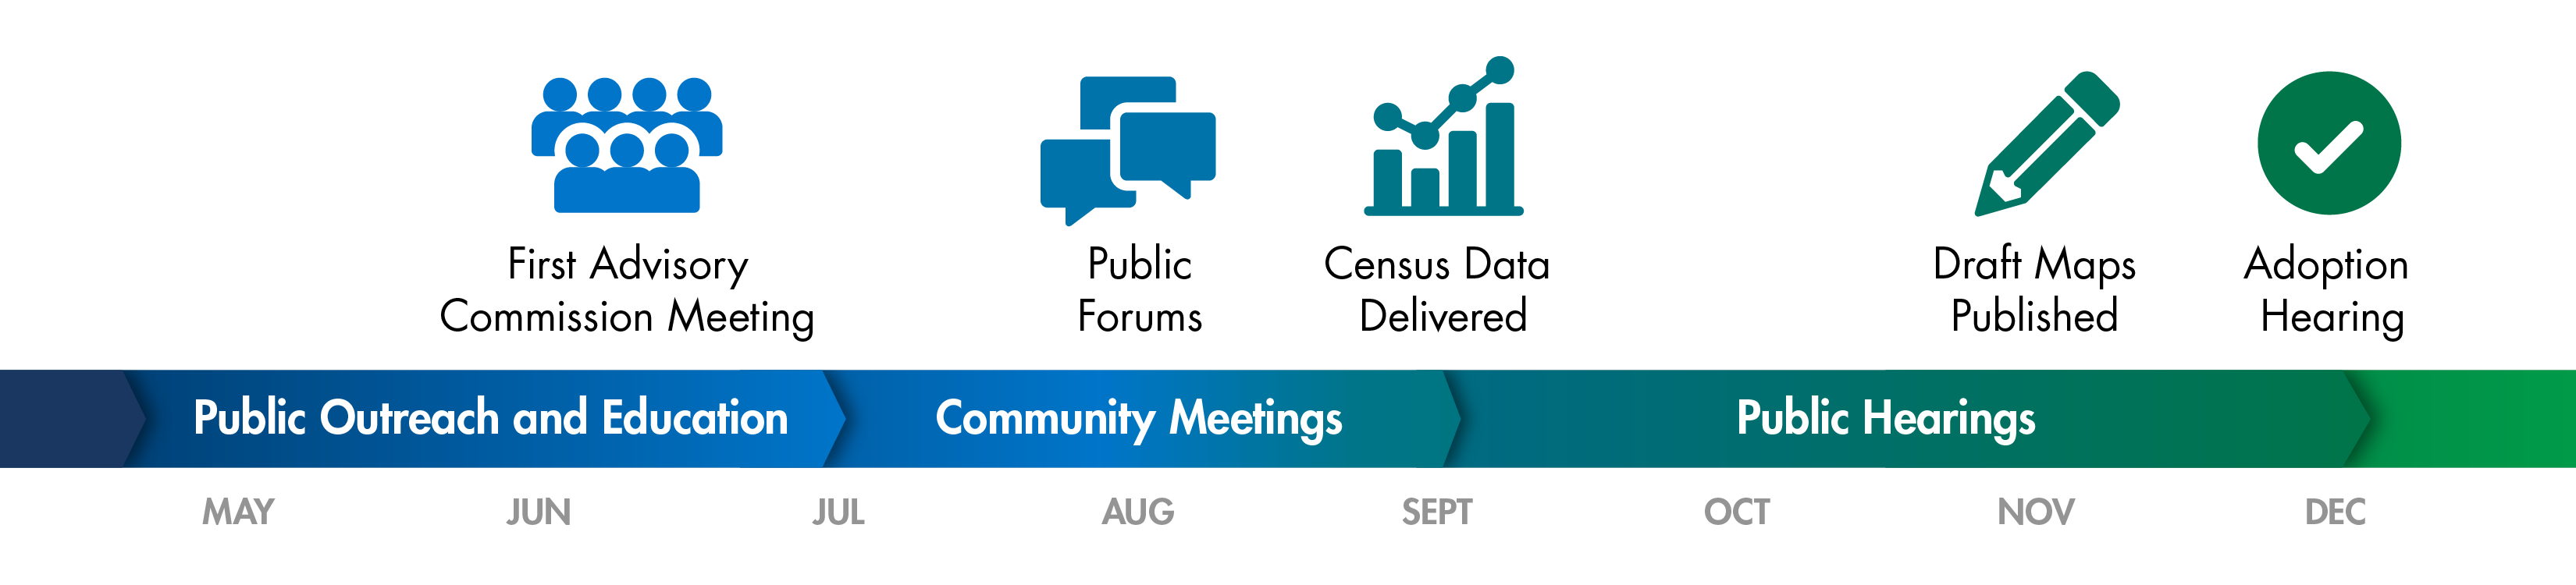 First Advisory
Commission Meeting
Public
Forums
Census Data
Delivered
Draft Maps
Published
Adoption
Hearing
Public Outreach and Education
Community Meetings
Public Hearings
MAY
JUN
JUL
AUG
SEPT
OCT
NOV
DEC